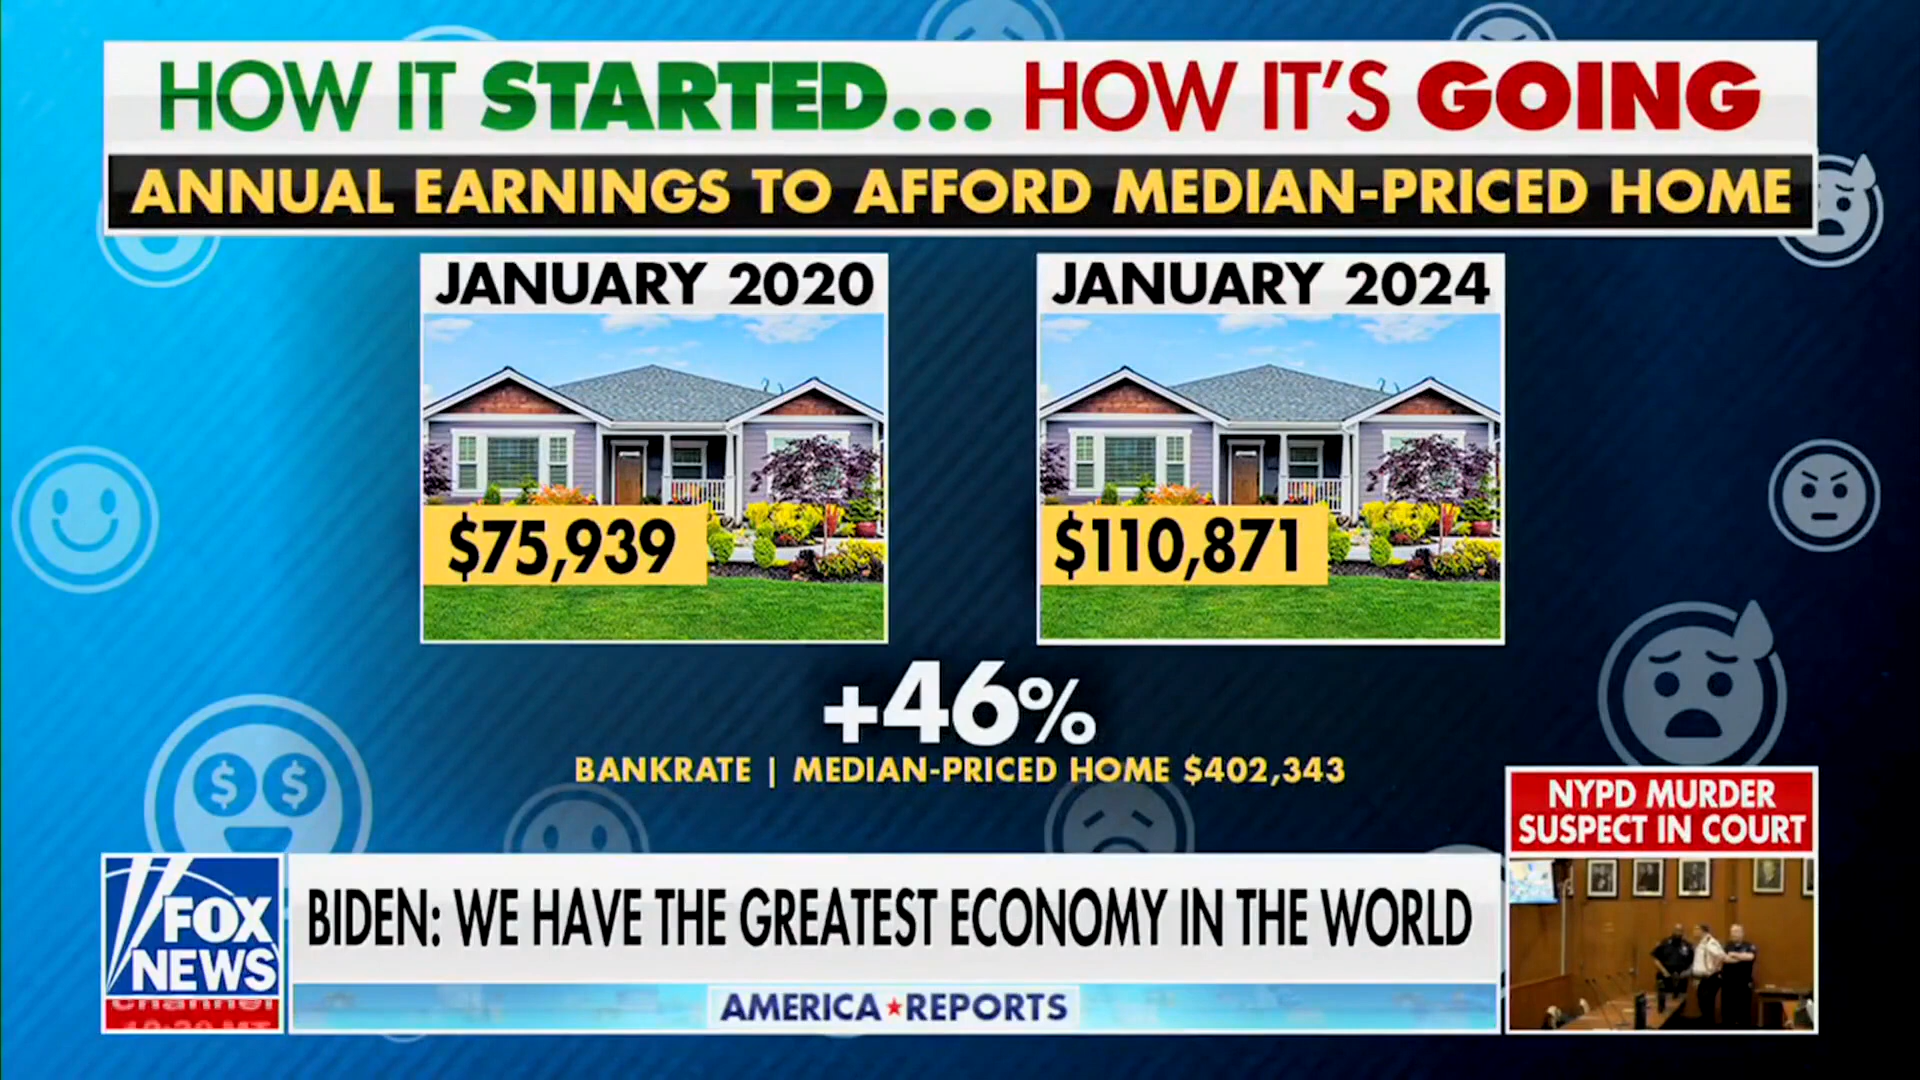 HOW IT STARTED... HOW IT'S GOING
ANNUAL EARNINGS TO AFFORD MEDIAN-PRICED HOME
JANUARY 2020
JANUARY 2024
$75,939
$110,871
+46%
BANKRATE | MEDIAN-PRICED HOME $402,343
NYPD MURDER
SUSPECT IN COURT
FOX
NEWS
channel
BIDEN: WE HAVE THE GREATEST ECONOMY IN THE WORLD
AMERICA★REPORTS